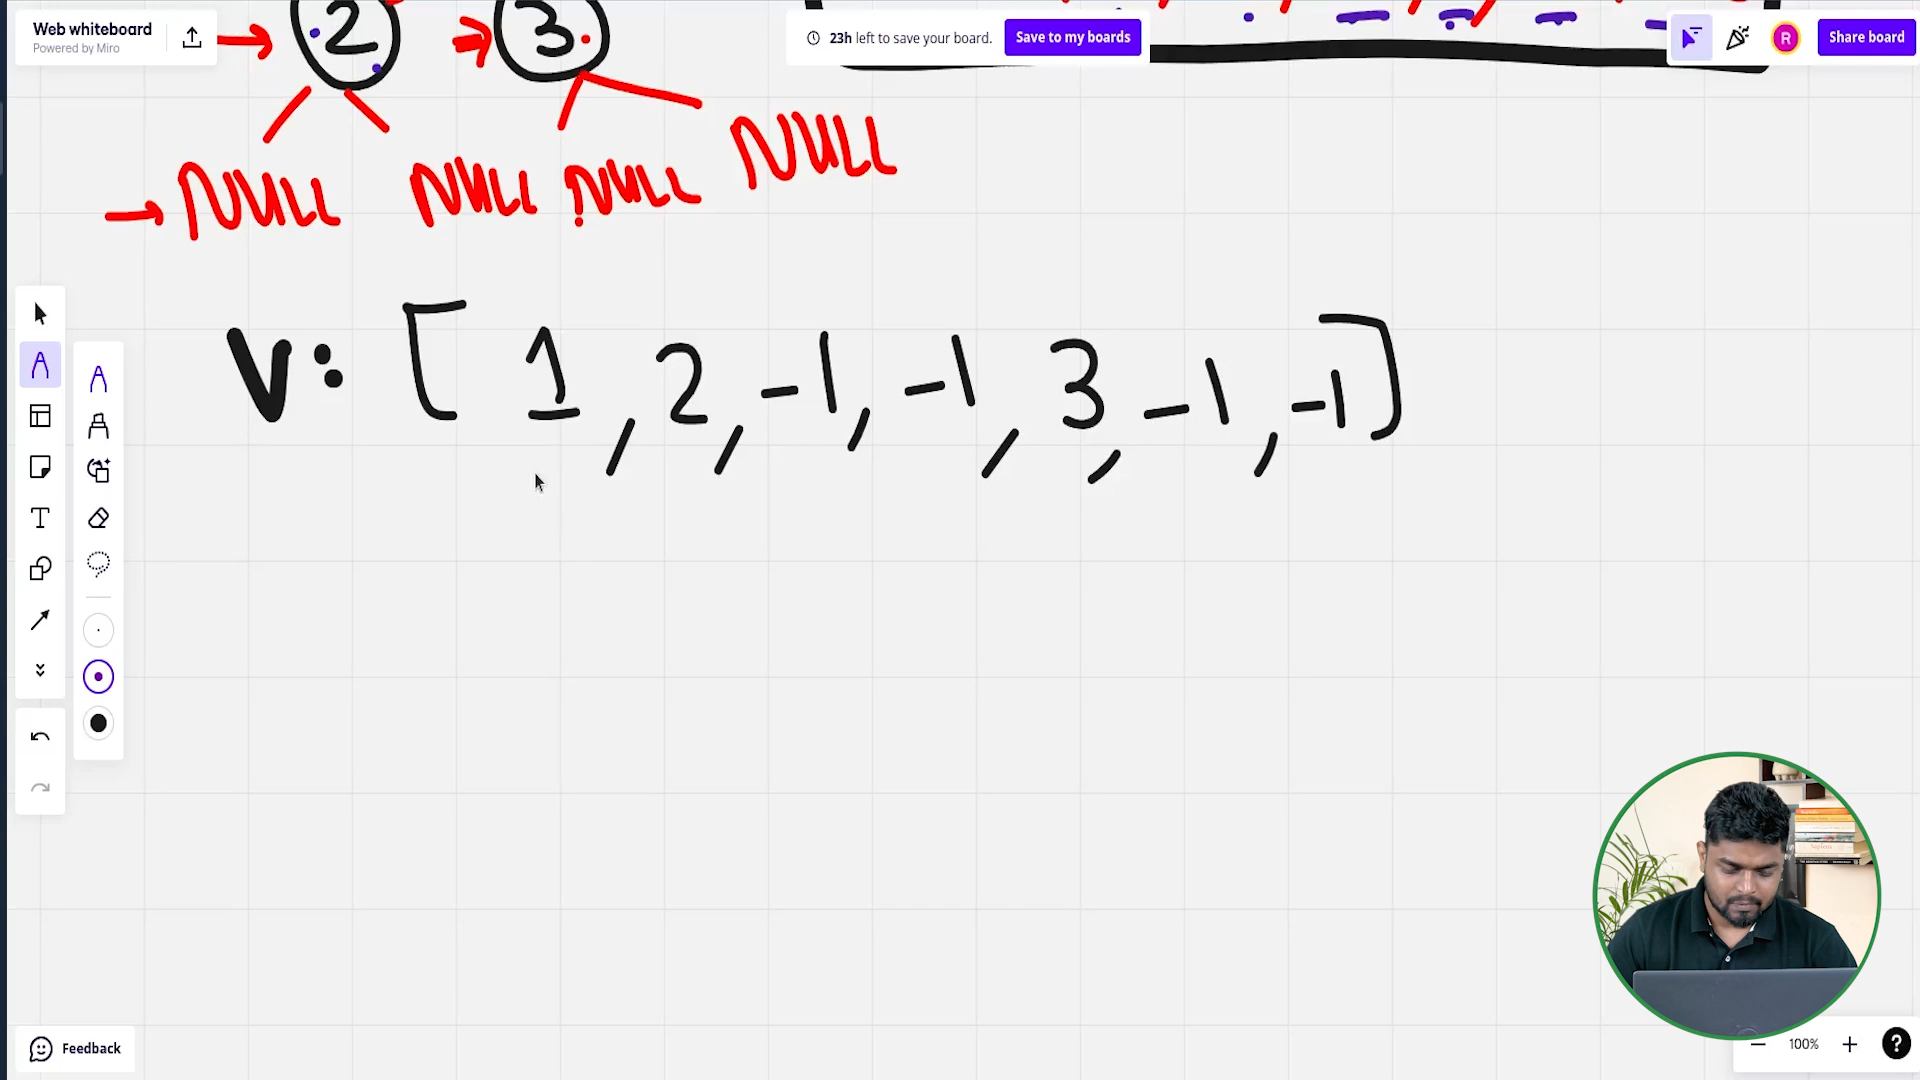 Web whiteboard
Powered by Miro
23h left to save your board.
Save to my boards
R
Share board
2 3
NULL NULL NULL NULL
V: [ 1, 2, -1, -1, 3, -1, -1]
T
Feedback
100%
?